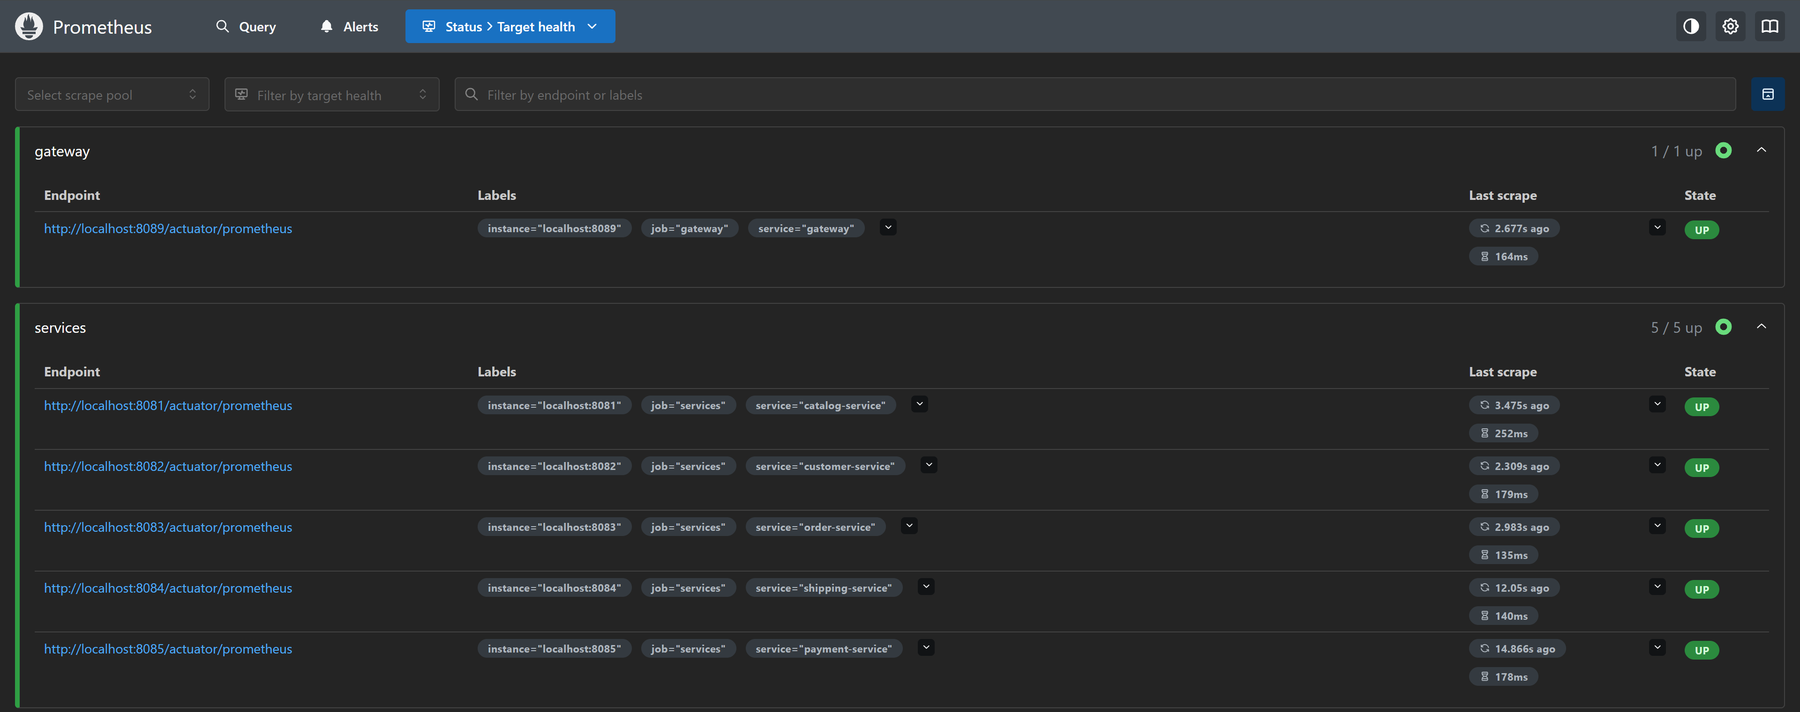 Prometheus Query Alerts Status > Target health
Select scrape pool Filter by target health Filter by endpoint or labels
gateway 1 / 1 up
Endpoint Labels Last scrape State
http://localhost:8089/actuator/prometheus instance="localhost:8089" job="gateway" service="gateway" 2.677s ago UP
164ms
services 5 / 5 up
Endpoint Labels Last scrape State
http://localhost:8081/actuator/prometheus instance="localhost:8081" job="services" service="catalog-service" 3.475s ago UP
252ms
http://localhost:8082/actuator/prometheus instance="localhost:8082" job="services" service="customer-service" 2.309s ago UP
179ms
http://localhost:8083/actuator/prometheus instance="localhost:8083" job="services" service="order-service" 2.983s ago UP
135ms
http://localhost:8084/actuator/prometheus instance="localhost:8084" job="services" service="shipping-service" 12.05s ago UP
140ms
http://localhost:8085/actuator/prometheus instance="localhost:8085" job="services" service="payment-service" 14.866s ago UP
178ms